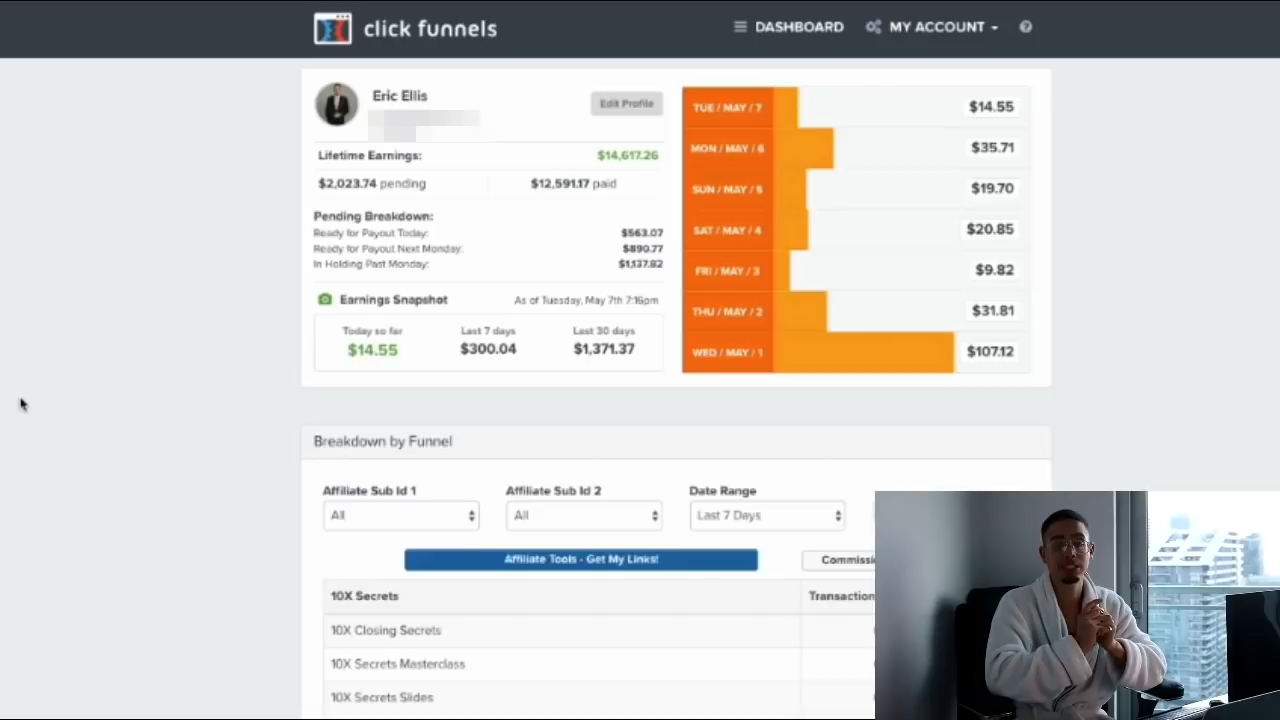 click funnels
DASHBOARD
MY ACCOUNT
Eric Ellis
Edit Profile
Lifetime Earnings:
$14,617.26
$2,023.74 pending
$12,591.17 paid
Pending Breakdown:
Ready for Payout Today:
$563.07
Ready for Payout Next Monday:
$890.77
In Holding Past Monday:
$1,137.82
Earnings Snapshot
As of Tuesday, May 7th 7:16pm
Today so far
Last 7 days
Last 30 days
$14.55
$300.04
$1,371.37
TUE / MAY / 7
$14.55
MON / MAY / 6
$35.71
SUN / MAY / 5
$19.70
SAT / MAY / 4
$20.85
FRI / MAY / 3
$9.82
THU / MAY / 2
$31.81
WED / MAY / 1
$107.12
Breakdown by Funnel
Affiliate Sub Id 1
Affiliate Sub Id 2
Date Range
All
All
Last 7 Days
Affiliate Tools - Get My Links!
Commissi
10X Secrets
Transaction
10X Closing Secrets
10X Secrets Masterclass
10X Secrets Slides